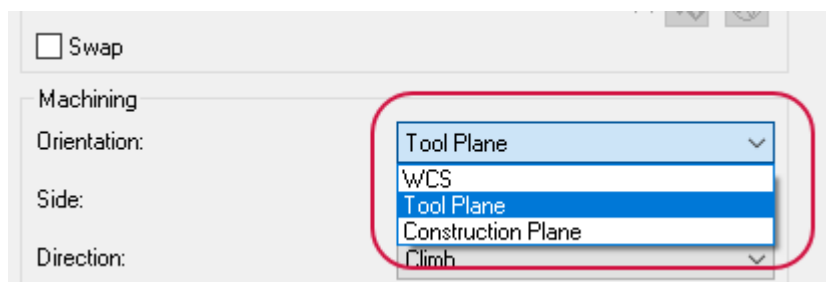 Swap
Machining
Orientation: Tool Plane
WCS
Side: Tool Plane
Construction Plane
Direction: Climb